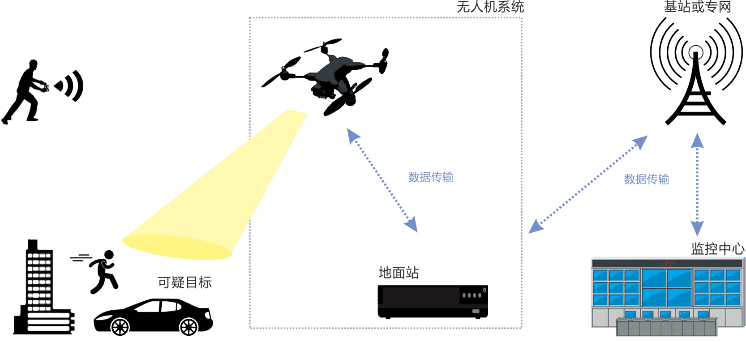 无人机系统
基站或专网
数据传输
数据传输
监控中心
地面站
可疑目标